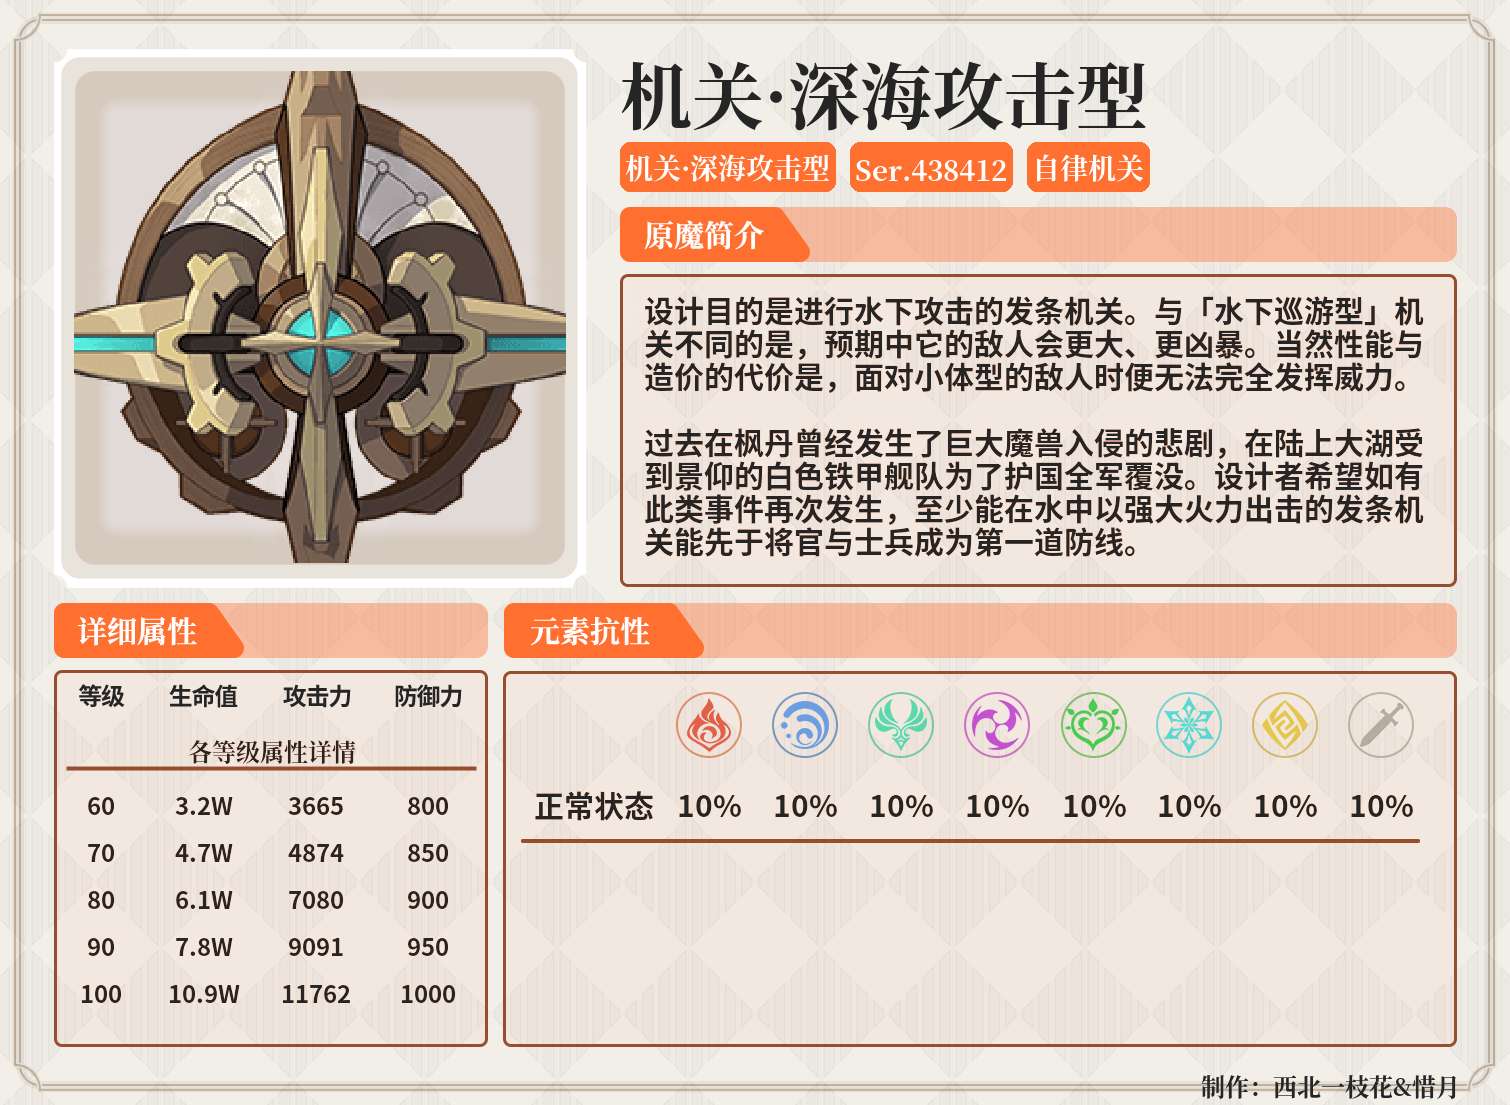 机关·深海攻击型
机关·深海攻击型 Ser.438412 自律机关
原魔简介
设计目的是进行水下攻击的发条机关。与「水下巡游型」机
关不同的是，预期中它的敌人会更大、更凶暴。当然性能与
造价的代价是，面对小体型的敌人时便无法完全发挥威力。
过去在枫丹曾经发生了巨大魔兽入侵的悲剧，在陆上大湖受
到景仰的白色铁甲舰队为了护国全军覆没。设计者希望如有
此类事件再次发生，至少能在水中以强大火力出击的发条机
关能先于将官与士兵成为第一道防线。
详细属性
等级 生命值 攻击力 防御力
各等级属性详情
60 3.2W 3665 800
70 4.7W 4874 850
80 6.1W 7080 900
90 7.8W 9091 950
100 10.9W 11762 1000
元素抗性
正常状态 10% 10% 10% 10% 10% 10% 10% 10%
制作：西北一枝花&惜月